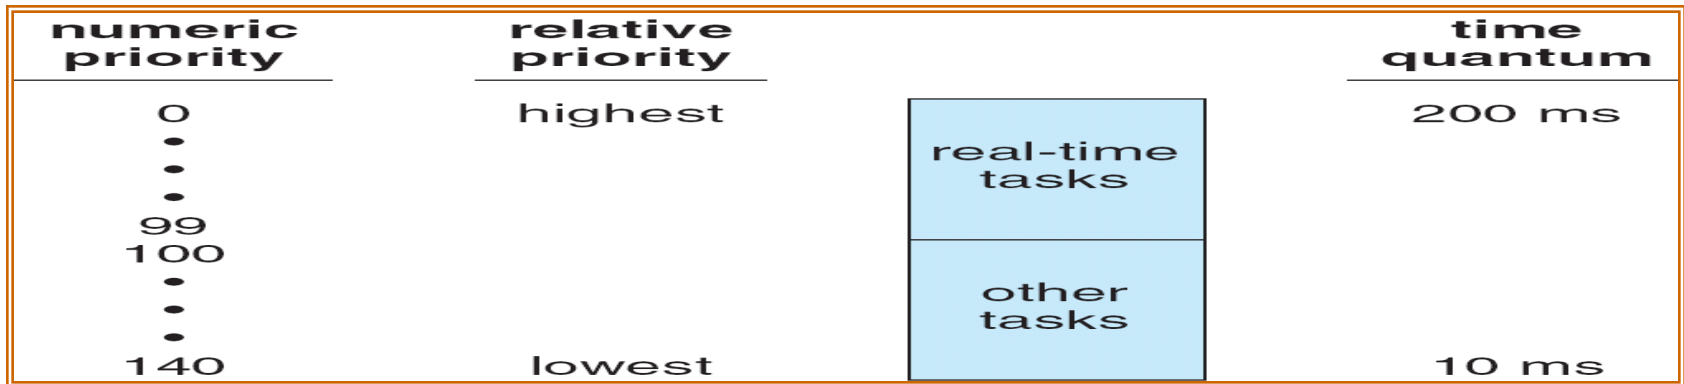 numeric priority
relative priority
time quantum
0
highest
200 ms
real-time
tasks
99
100
other
tasks
140
lowest
10 ms